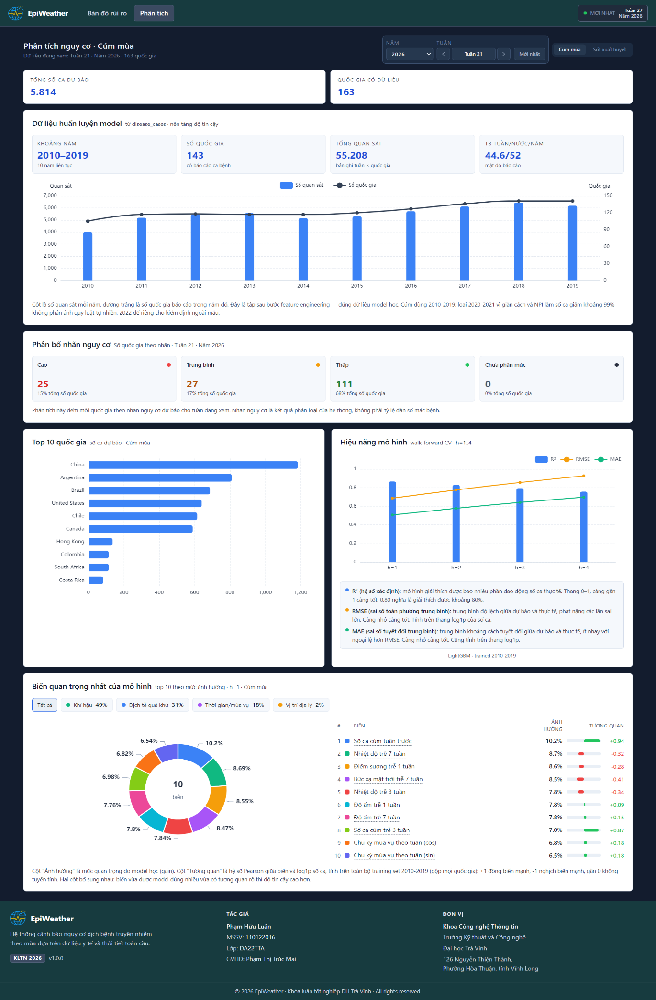 EpiWeather
Bản đồ rủi ro
Phân tích
MỚI NHẤT
Tuần 27
Năm 2026
Phân tích nguy cơ · Cúm mùa
Dữ liệu đang xem: Tuần 21 · Năm 2026 · 163 quốc gia
NĂM
TUẦN
2026
Tuần 21
Mới nhất
Cúm mùa
Sốt xuất huyết
TỔNG SỐ CA DỰ BÁO
5.814
QUỐC GIA CÓ DỮ LIỆU
163
Dữ liệu huấn luyện model từ disease_cases · nền tảng độ tin cậy
KHOẢNG NĂM
2010–2019
10 năm liên tục
SỐ QUỐC GIA
143
có báo cáo ca bệnh
TỔNG QUAN SÁT
55.208
bản ghi tuần × quốc gia
TB TUẦN/NƯỚC/NĂM
44.6/52
mật độ báo cáo
Quan sát
Số quan sát
Số quốc gia
Quốc gia
7,000
6,000
5,000
4,000
3,000
2,000
1,000
0
150
120
90
60
30
0
2010 2011 2012 2013 2014 2015 2016 2017 2018 2019
Cột là số quan sát mỗi năm, đường trắng là số quốc gia báo cáo trong năm đó. Đây là tập sau bước feature engineering — đúng dữ liệu model học. Cúm dùng 2010-2019; loại 2020-2021 vì giãn cách và NPI làm số ca giảm khoảng 99%
không phản ánh quy luật tự nhiên, 2022 để riêng cho kiểm định ngoài mẫu.
Phân bố nhãn nguy cơ Số quốc gia theo nhãn · Tuần 21 · Năm 2026
Cao
25
15% tổng số quốc gia
Trung bình
27
17% tổng số quốc gia
Thấp
111
68% tổng số quốc gia
Chưa phân mức
0
0% tổng số quốc gia
Phân tích này đếm mỗi quốc gia theo nhãn nguy cơ dự báo cho tuần đang xem. Nhãn nguy cơ là kết quả phân loại của hệ thống, không phải tỷ lệ dân số mắc bệnh.
Top 10 quốc gia số ca dự báo · Cúm mùa
China
Argentina
Brazil
United States
Chile
Canada
Hong Kong
Colombia
South Africa
Costa Rica
0 200 400 600 800 1,000 1,200
Hiệu năng mô hình walk-forward CV · h=1..4
R² RMSE MAE
1
0.8
0.6
0.4
0.2
0
h=1 h=2 h=3 h=4
R² (hệ số xác định): mô hình giải thích được bao nhiêu phần dao động số ca thực tế. Thang 0–1, càng gần
1 càng tốt; 0,80 nghĩa là giải thích được khoảng 80%.
RMSE (sai số toàn phương trung bình): trung bình độ lệch giữa dự báo và thực tế, phạt nặng các lần sai
lớn. Càng nhỏ càng tốt. Tính trên thang log1p của số ca.
MAE (sai số tuyệt đối trung bình): trung bình khoảng cách tuyệt đối giữa dự báo và thực tế, ít nhạy với
ngoại lệ hơn RMSE. Càng nhỏ càng tốt. Cũng tính trên thang log1p.
LightGBM · trained 2010-2019
Biến quan trọng nhất của mô hình top 10 theo mức ảnh hưởng · h=1 · Cúm mùa
Tất cả
Khí hậu 49%
Dịch tễ quá khứ 31%
Thời gian/mùa vụ 18%
Vị trí địa lý 2%
10.2%
8.69%
8.55%
8.47%
7.84%
7.8%
7.76%
6.98%
6.82%
6.54%
10
biến
# BIẾN ẢNH HƯỞNG TƯƠNG QUAN
1 Số ca cúm tuần trước 10.2% +0.94
2 Nhiệt độ trễ 7 tuần 8.7% -0.32
3 Điểm sương trễ 1 tuần 8.6% -0.28
4 Bức xạ mặt trời trễ 7 tuần 8.5% -0.41
5 Nhiệt độ trễ 3 tuần 7.8% -0.34
6 Độ ẩm trễ 1 tuần 7.8% +0.09
7 Độ ẩm trễ 7 tuần 7.8% +0.15
8 Số ca cúm trễ 3 tuần 7.0% +0.87
9 Chu kỳ mùa vụ theo tuần (cos) 6.8% +0.18
10 Chu kỳ mùa vụ theo tuần (sin) 6.5% +0.18
Cột "Ảnh hưởng" là mức quan trọng do model học (gain). Cột "Tương quan" là hệ số Pearson giữa biến và log1p số ca, tính trên toàn bộ training set 2010-2019 (gộp mọi quốc gia): +1 đồng biến mạnh, -1 nghịch biến mạnh, gần 0 không
tuyến tính. Hai cột bổ sung nhau: biến vừa được model dùng nhiều vừa có tương quan rõ thì độ tin cậy cao hơn.
EpiWeather
Hệ thống cảnh báo nguy cơ dịch bệnh truyền nhiễm
theo mùa dựa trên dữ liệu y tế và thời tiết toàn cầu.
KLTN 2026 v1.0.0
TÁC GIẢ
Phạm Hữu Luân
MSSV: 110122016
Lớp: DA22TTA
GVHD: Phạm Thị Trúc Mai
ĐƠN VỊ
Khoa Công nghệ Thông tin
Trường Kỹ thuật và Công nghệ
Đại học Trà Vinh
126 Nguyễn Thiện Thành,
Phường Hòa Thuận, tỉnh Vĩnh Long
© 2026 EpiWeather · Khóa luận tốt nghiệp ĐH Trà Vinh · All rights reserved.